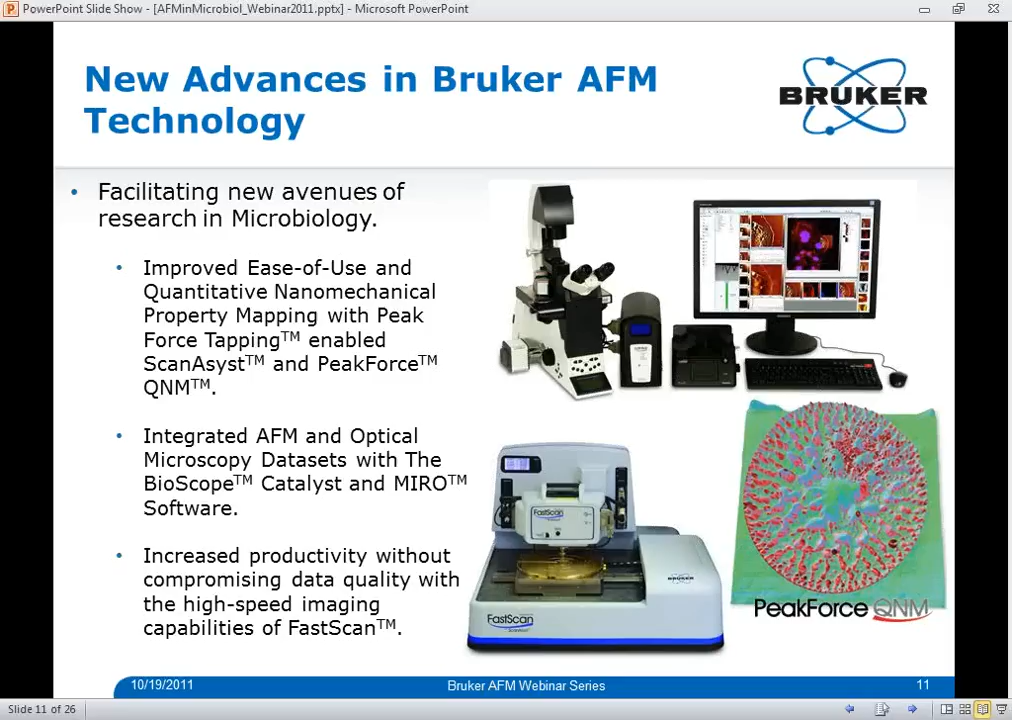 PowerPoint Slide Show - [AFMinMicrobiol_Webinar2011.pptx] - Microsoft PowerPoint
New Advances in Bruker AFM
Technology
BRUKER
• Facilitating new avenues of
research in Microbiology.
• Improved Ease-of-Use and
Quantitative Nanomechanical
Property Mapping with Peak
Force Tapping™ enabled
ScanAsyst™ and PeakForce™
QNM™.
• Integrated AFM and Optical
Microscopy Datasets with The
BioScope™ Catalyst and MIRO™
Software.
• Increased productivity without
compromising data quality with
the high-speed imaging
capabilities of FastScan™.
FastScan
BRUKER
FastScan
PeakForce QNM
10/19/2011
Bruker AFM Webinar Series
11
Slide 11 of 26